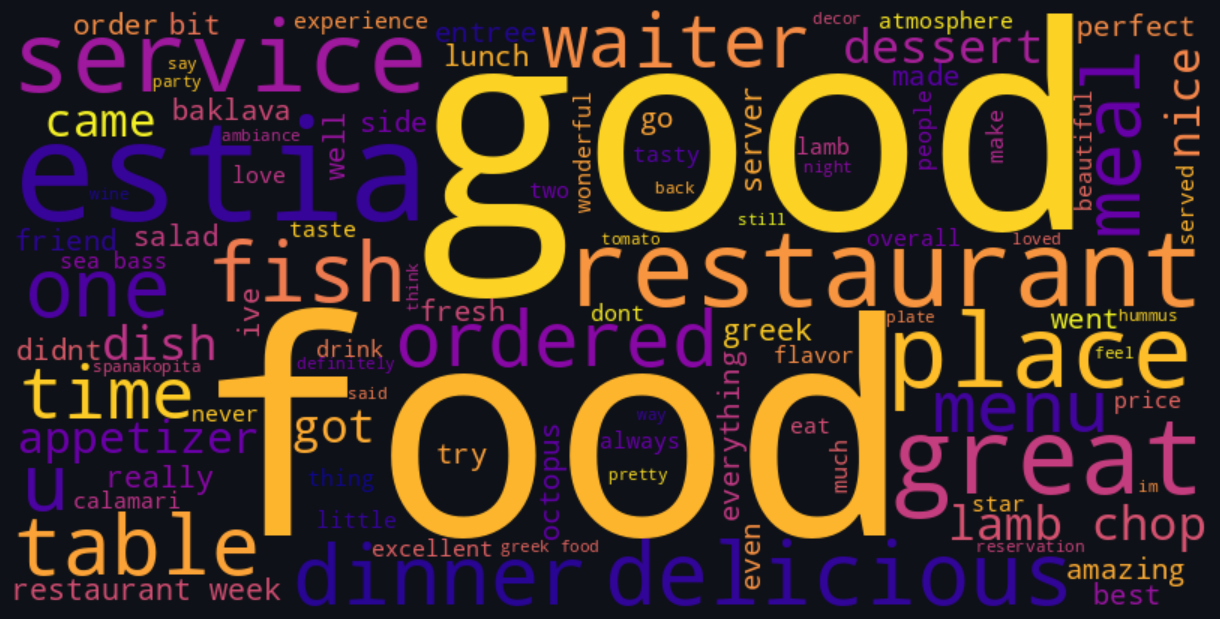 order bit
experience
entree
decor
atmosphere
perfect
service
lunch
waiter
dessert
say
party
made
nice
came
baklava
ambiance
side
well
good
wonderful
go
tasty
back
server
lamb
night
people
make
beautiful
meal
served
estia
wine
love
two
still
friend
salad
taste
tomato
overall
loved
sea bass
one
fish
think
restaurant
ive
fresh
dont
plate
went
hummus
didnt
dish
drink
ordered
greek
flavor
place
feel
spanakopita
definitely
time
never
said
food
everything
menu
price
appetizer
got
try
way
always
pretty
eat
much
great
u
really
calamari
thing
little
octopus
im
star
table
excellent
greek food
even
lamb chop
reservation
restaurant week
dinner
delicious
amazing
best